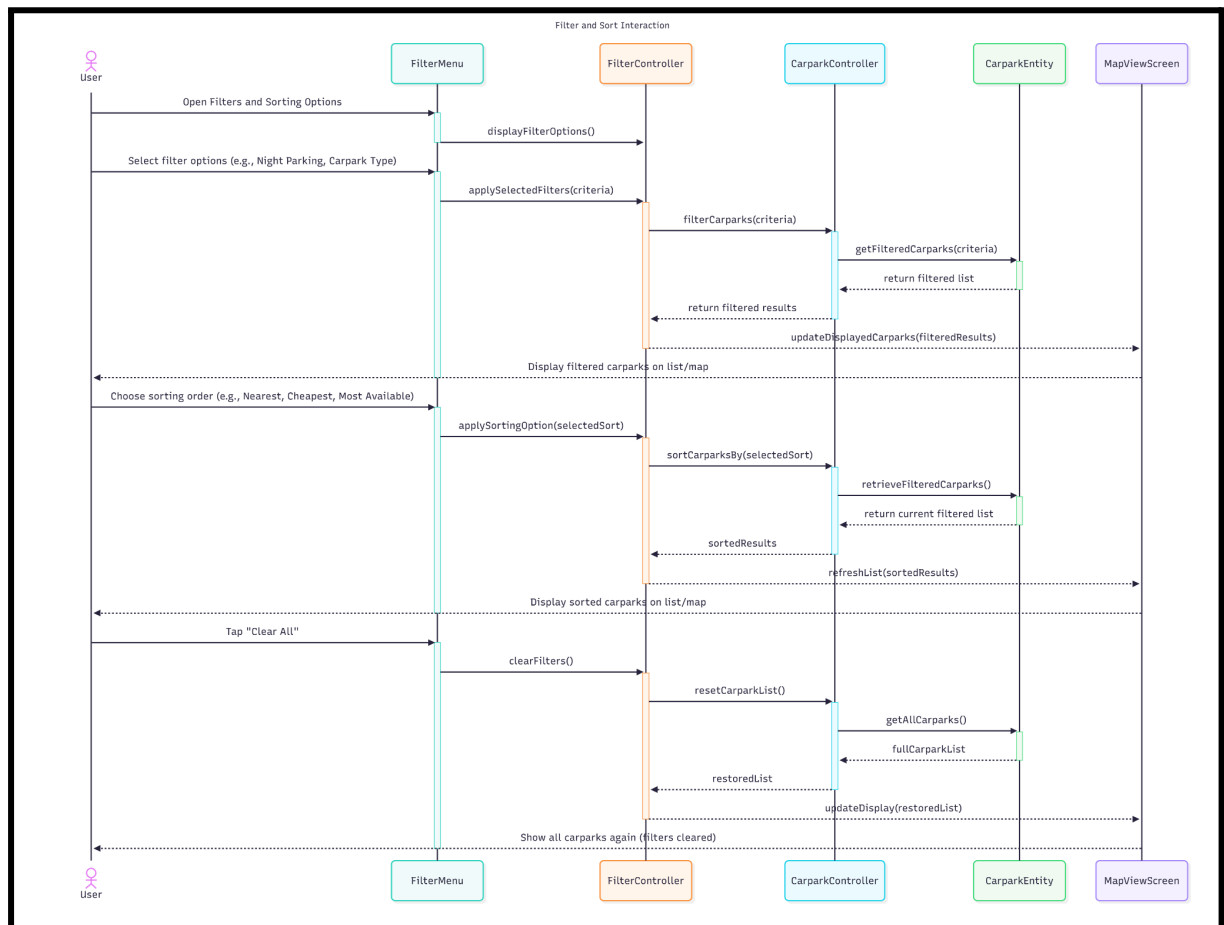 Filter and Sort Interaction
User
FilterMenu
FilterController
CarparkController
CarparkEntity
MapViewScreen
Open Filters and Sorting Options
displayFilterOptions()
Select filter options (e.g., Night Parking, Carpark Type)
applySelectedFilters(criteria)
filterCarparks(criteria)
getFilteredCarparks(criteria)
return filtered list
return filtered results
updateDisplayedCarparks(filteredResults)
Display filtered carparks on list/map
Choose sorting order (e.g., Nearest, Cheapest, Most Available)
applySortingOption(selectedSort)
sortCarparksBy(selectedSort)
retrieveFilteredCarparks()
return current filtered list
sortedResults
refreshList(sortedResults)
Display sorted carparks on list/map
Tap "Clear All"
clearFilters()
resetCarparkList()
getAllCarparks()
fullCarparkList
restoredList
updateDisplay(restoredList)
Show all carparks again (filters cleared)
User
FilterMenu
FilterController
CarparkController
CarparkEntity
MapViewScreen